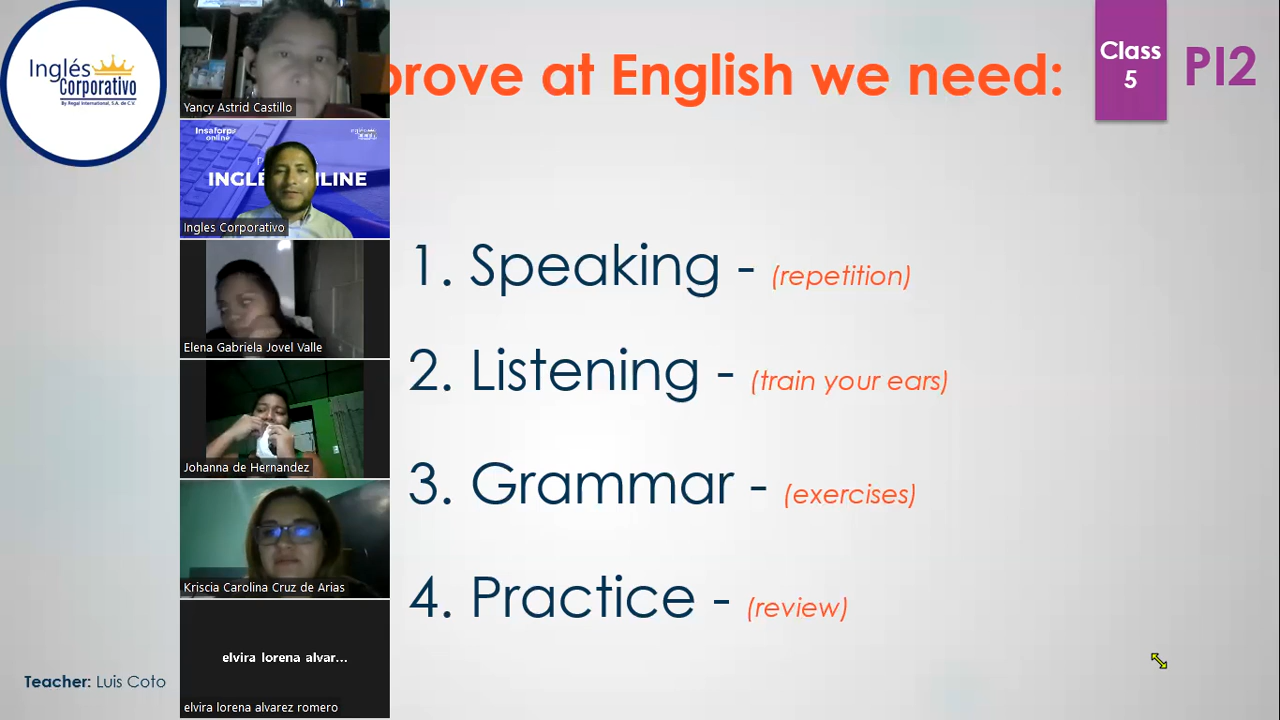 Inglés
Corporativo
By Regal International, S.A. de C.V.
prove at English we need:
Class
5
PI2
Yancy Astrid Castillo
Insaforp
online
INGLÉ LINE
Ingles Corporativo
Elena Gabriela Jovel Valle
Johanna de Hernandez
Kriscia Carolina Cruz de Arias
elvira lorena alvar...
elvira lorena alvarez romero
1. Speaking - (repetition)
2. Listening - (train your ears)
3. Grammar - (exercises)
4. Practice - (review)
Teacher: Luis Coto